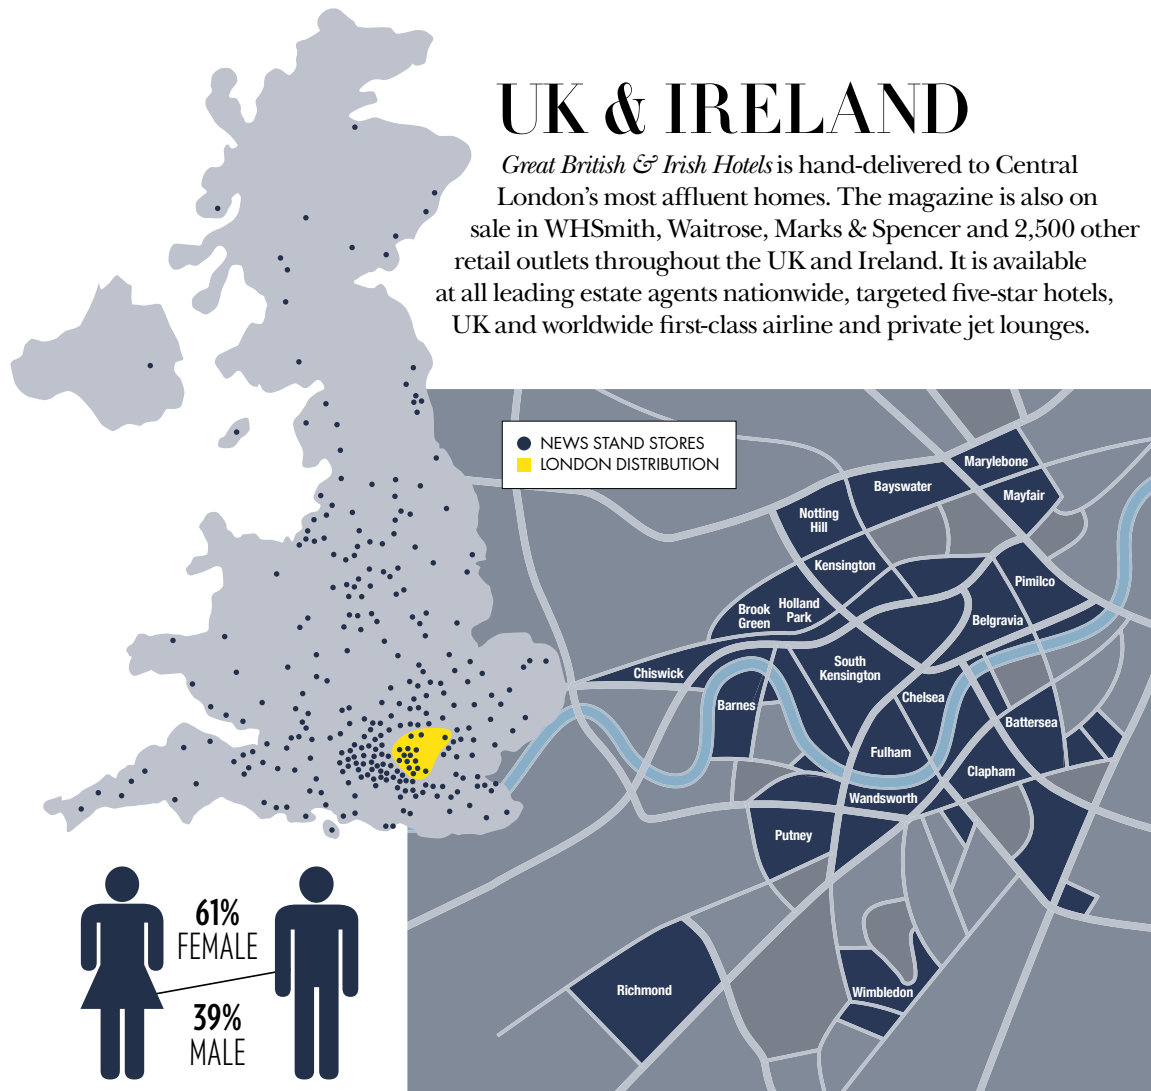 UK & IRELAND
Great British & Irish Hotels is hand-delivered to Central
London's most affluent homes. The magazine is also on
sale in WHSmith, Waitrose, Marks & Spencer and 2,500 other
retail outlets throughout the UK and Ireland. It is available
at all leading estate agents nationwide, targeted five-star hotels,
UK and worldwide first-class airline and private jet lounges.
NEWS STAND STORES
LONDON DISTRIBUTION
Marylebone
Bayswater
Mayfair
Notting
Hill
Kensington
Pimlico
Brook
Green
Holland
Park
Belgravia
Chiswick
South
Kensington
Barnes
Chelsea
Battersea
Fulham
Clapham
Wandsworth
Putney
Richmond
Wimbledon
61%
FEMALE
39%
MALE